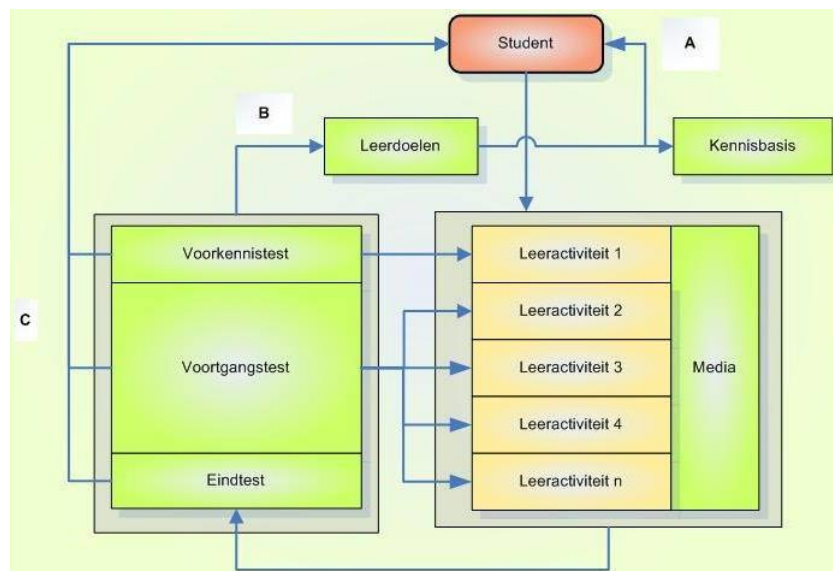 Student
A
B
Leerdoelen
Kennisbasis
Voorkennistest
Leeractiviteit 1
Leeractiviteit 2
C
Voortgangstest
Leeractiviteit 3
Media
Leeractiviteit 4
Eindtest
Leeractiviteit n